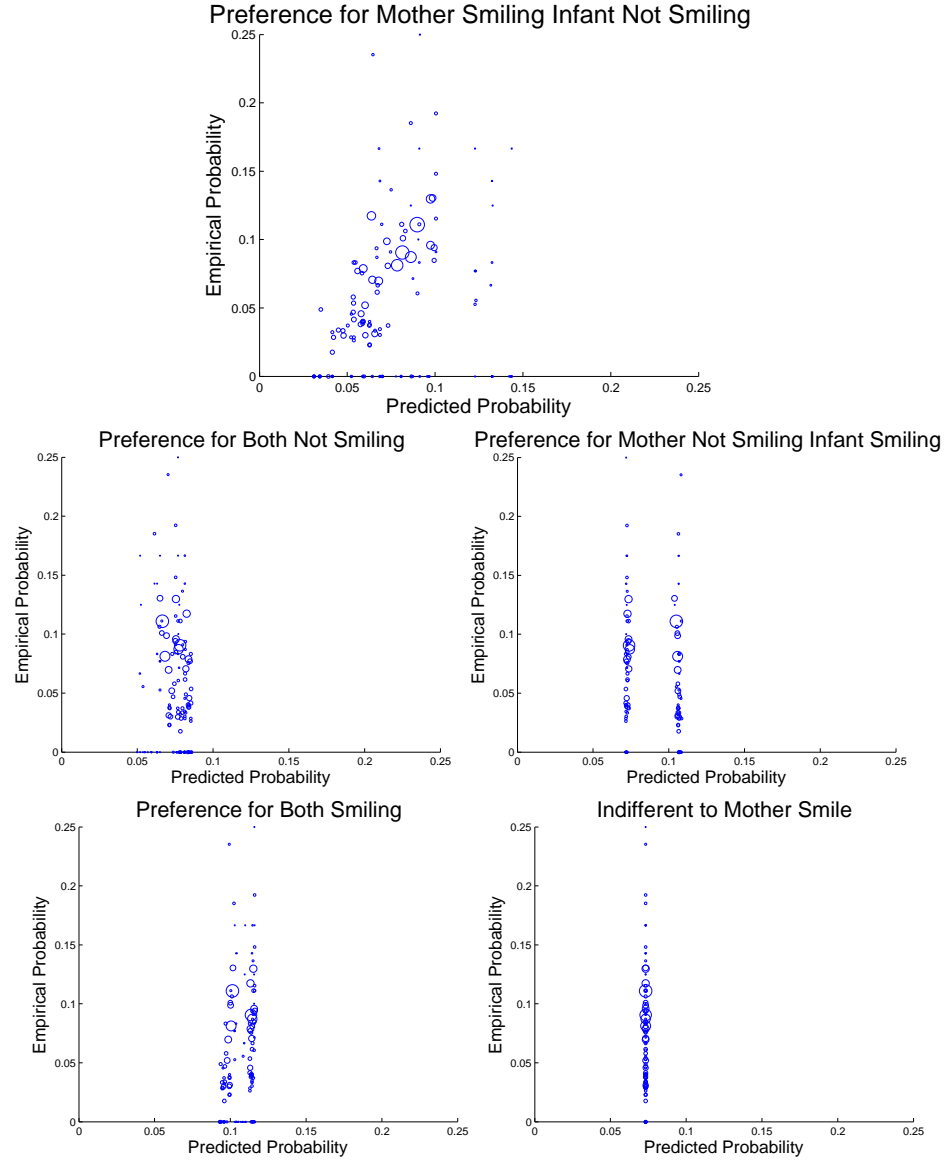 Preference for Mother Smiling Infant Not Smiling
0.25
0.2
0.15
0.1
0.05
0
Empirical Probability
0 0.05 0.1 0.15 0.2 0.25
Predicted Probability
Preference for Both Not Smiling
0.25
0.2
0.15
0.1
0.05
0
Empirical Probability
0 0.05 0.1 0.15 0.2 0.25
Predicted Probability
Preference for Mother Not Smiling Infant Smiling
0.25
0.2
0.15
0.1
0.05
0
Empirical Probability
0 0.05 0.1 0.15 0.2 0.25
Predicted Probability
Preference for Both Smiling
0.25
0.2
0.15
0.1
0.05
0
Empirical Probability
0 0.05 0.1 0.15 0.2 0.25
Predicted Probability
Indifferent to Mother Smile
0.25
0.2
0.15
0.1
0.05
0
Empirical Probability
0 0.05 0.1 0.15 0.2 0.25
Predicted Probability